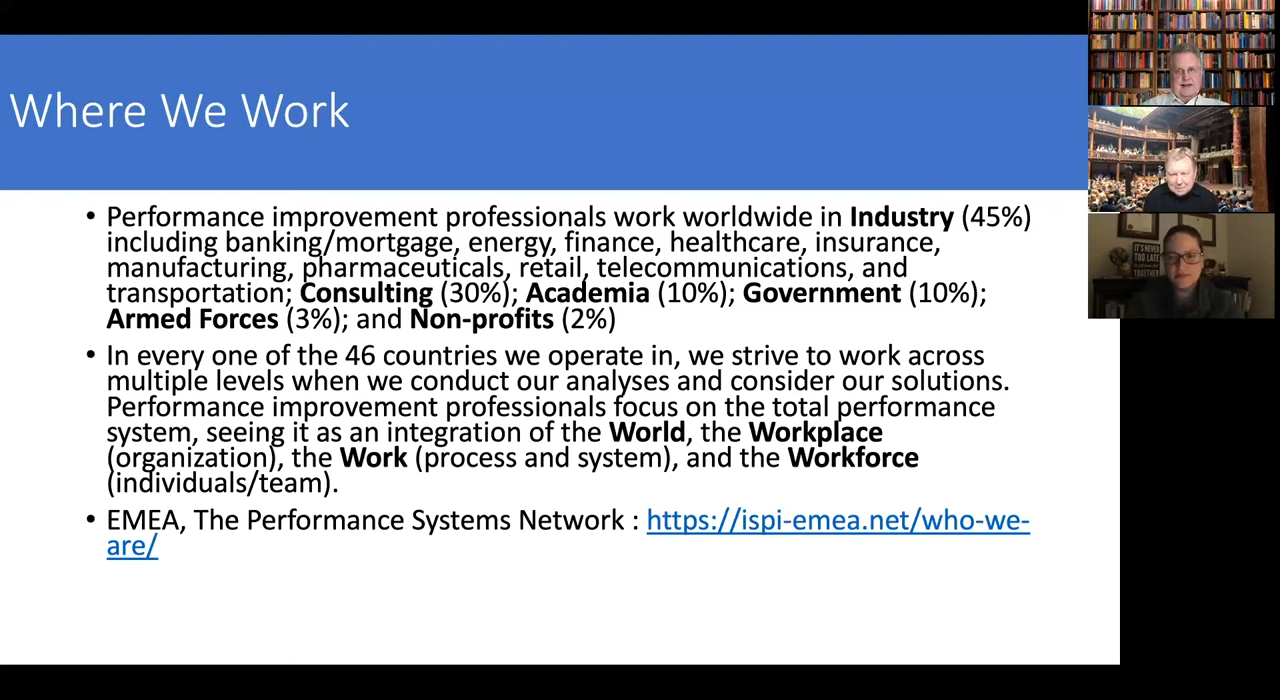 Where We Work
• Performance improvement professionals work worldwide in Industry (45%)
including banking/mortgage, energy, finance, healthcare, insurance,
manufacturing, pharmaceuticals, retail, telecommunications, and
transportation; Consulting (30%); Academia (10%); Government (10%);
Armed Forces (3%); and Non-profits (2%)
• In every one of the 46 countries we operate in, we strive to work across
multiple levels when we conduct our analyses and consider our solutions.
Performance improvement professionals focus on the total performance
system, seeing it as an integration of the World, the Workplace
(organization), the Work (process and system), and the Workforce
(individuals/team).
• EMEA, The Performance Systems Network : https://ispi-emea.net/who-we-
are/
IT'S NEVER
TOO LATE
TOGETHER